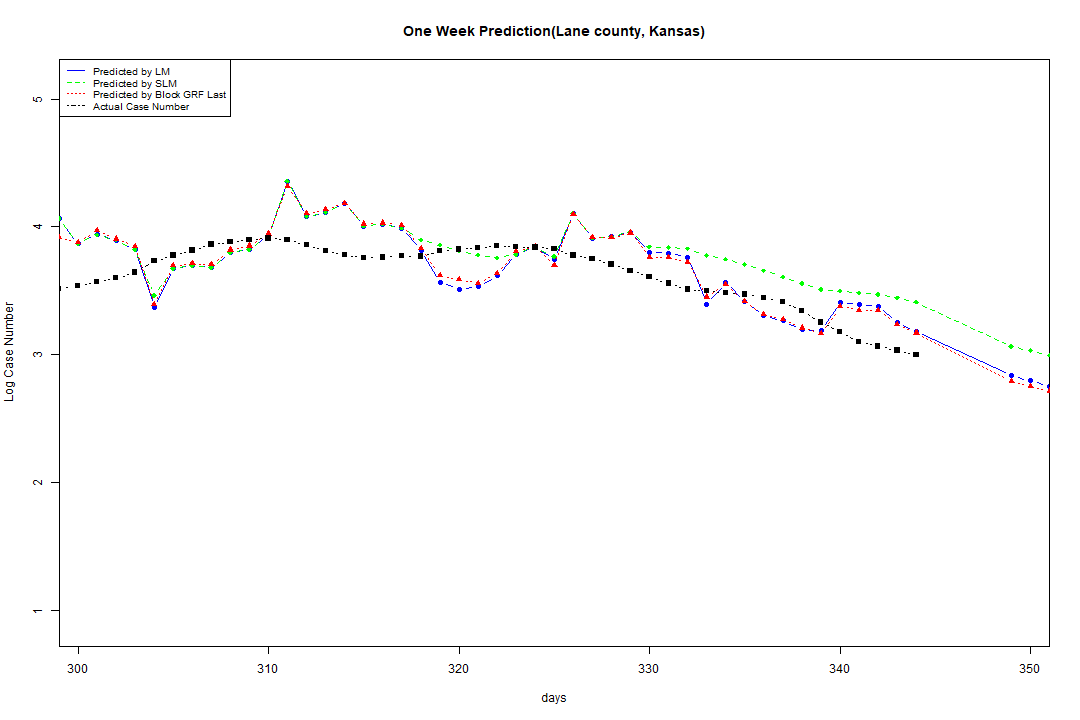 One Week Prediction(Lane county, Kansas)
Predicted by LM
Predicted by SLM
Predicted by Block GRF Last
Actual Case Number
5
4
3
2
1
Log Case Number
300 310 320 330 340 350
days